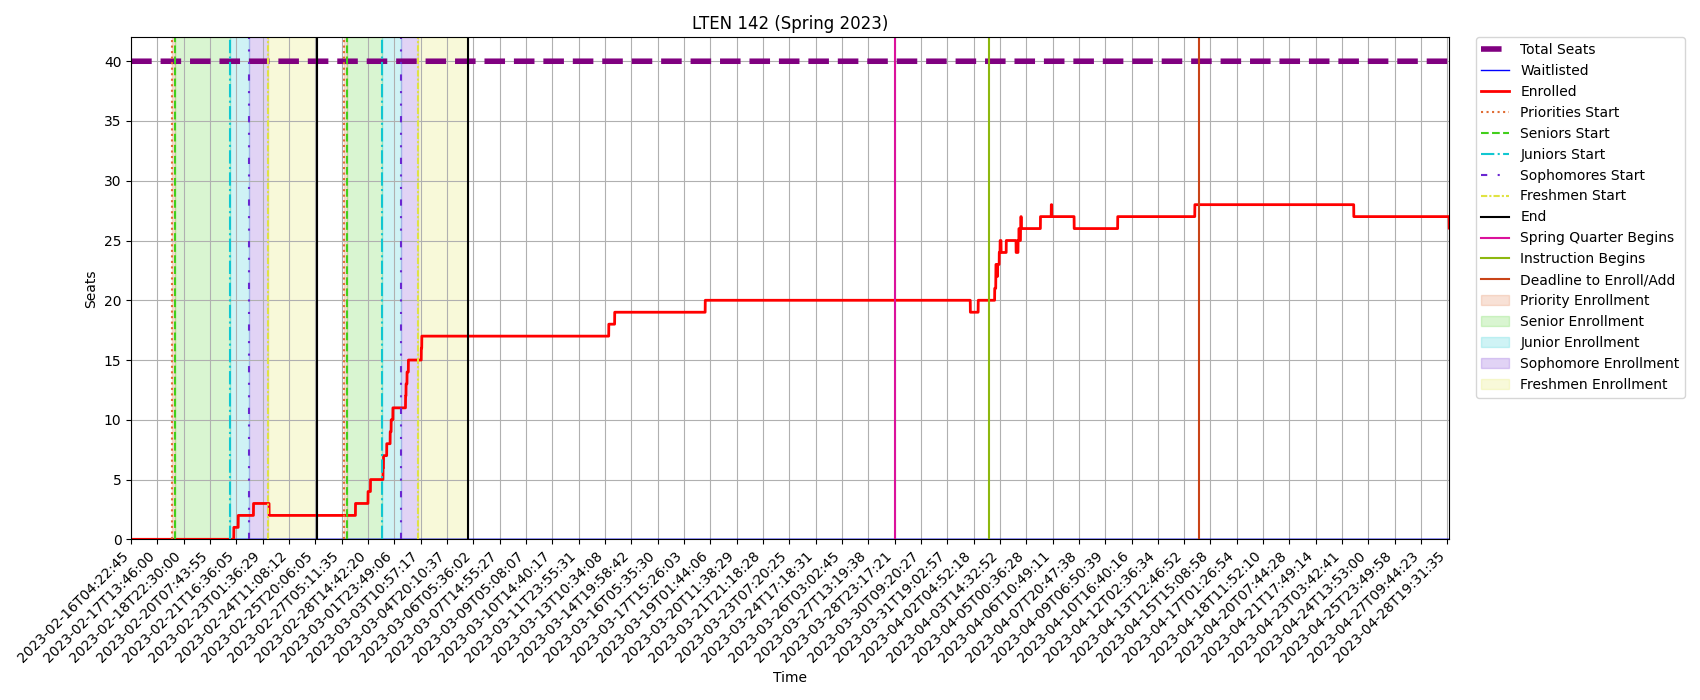 LTEN 142 (Spring 2023)
Seats
40
35
30
25
20
15
10
5
0
2023-02-16T04:22:45
2023-02-17T13:46:00
2023-02-18T22:30:00
2023-02-20T07:43:55
2023-02-21T16:36:05
2023-02-23T01:36:29
2023-02-24T11:08:12
2023-02-25T20:06:05
2023-02-27T05:11:35
2023-02-28T14:42:20
2023-03-01T23:49:06
2023-03-03T10:57:17
2023-03-04T20:10:37
2023-03-06T05:36:02
2023-03-07T14:55:27
2023-03-09T05:08:07
2023-03-10T14:40:17
2023-03-11T23:55:31
2023-03-13T10:34:08
2023-03-14T19:58:42
2023-03-16T05:35:30
2023-03-17T15:26:03
2023-03-19T01:44:06
2023-03-20T11:38:29
2023-03-21T21:18:28
2023-03-23T07:20:25
2023-03-24T17:18:31
2023-03-26T03:02:45
2023-03-27T13:19:38
2023-03-28T23:17:21
2023-03-30T09:20:27
2023-03-31T19:02:57
2023-04-02T04:52:18
2023-04-03T14:32:52
2023-04-05T00:36:28
2023-04-06T10:49:11
2023-04-07T20:47:38
2023-04-09T06:50:39
2023-04-10T16:40:16
2023-04-12T02:36:34
2023-04-13T12:46:52
2023-04-15T15:08:58
2023-04-17T01:26:54
2023-04-18T11:52:10
2023-04-20T07:44:28
2023-04-21T17:49:14
2023-04-23T03:42:41
2023-04-24T13:53:00
2023-04-25T23:49:58
2023-04-27T09:44:23
2023-04-28T19:31:35
Time
Total Seats
Waitlisted
Enrolled
Priorities Start
Seniors Start
Juniors Start
Sophomores Start
Freshmen Start
End
Spring Quarter Begins
Instruction Begins
Deadline to Enroll/Add
Priority Enrollment
Senior Enrollment
Junior Enrollment
Sophomore Enrollment
Freshmen Enrollment